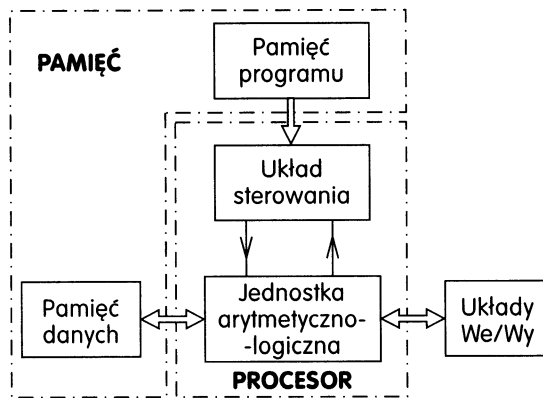 PAMIĘĆ
Pamięć
programu
Układ
sterowania
Pamięć
danych
Jednostka
arytmetyczno-
-logiczna
Układy
We/Wy
PROCESOR